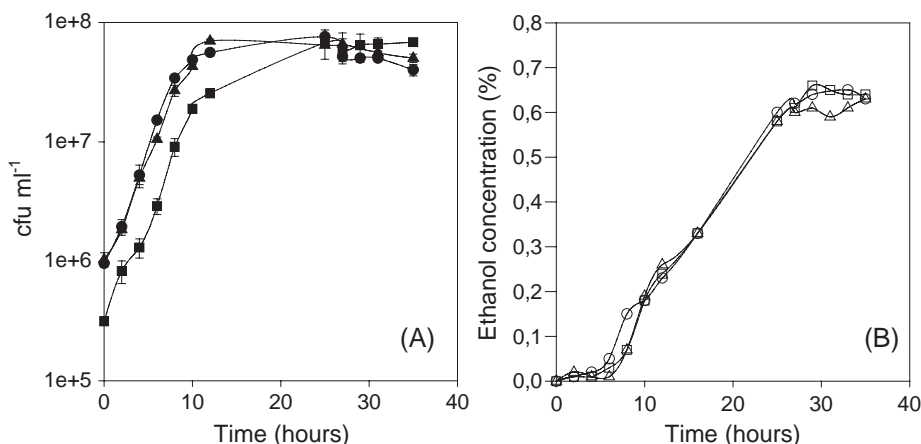 1e+8
1e+7
1e+6
1e+5
cfu ml-1
0
10
20
30
40
Time (hours)
(A)
0,8
0,7
0,6
0,5
0,4
0,3
0,2
0,1
0,0
Ethanol concentration (%)
0
10
20
30
40
Time (hours)
(B)